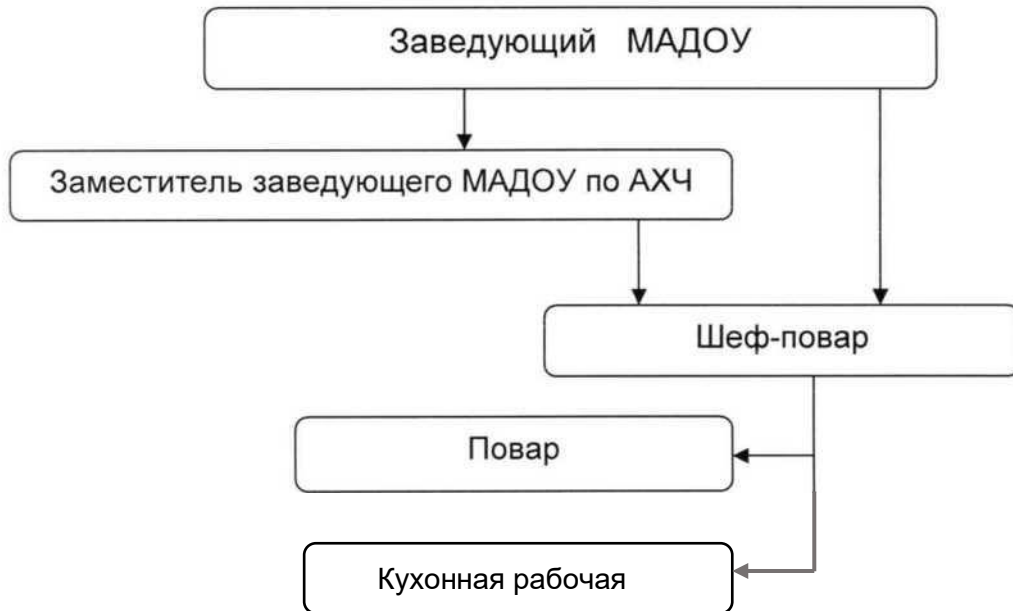 Заведующий МАДОУ
Заместитель заведующего МАДОУ по АХЧ
Шеф-повар
Повар
Кухонная рабочая